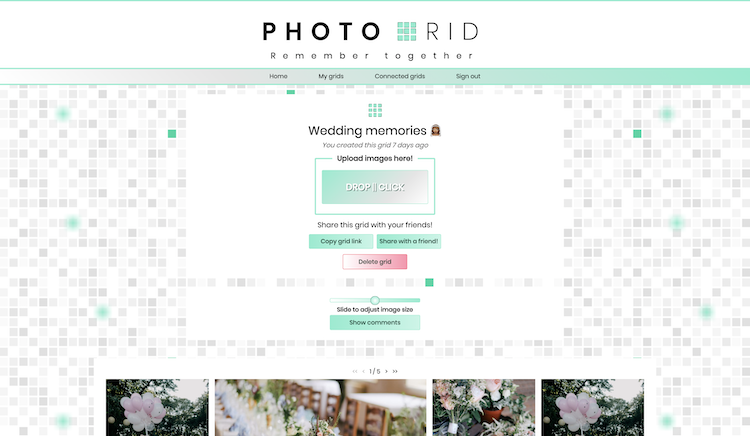 PHOTO RID
Remember together
Home My grids Connected grids Sign out
Wedding memories
You created this grid 7 days ago
Upload images here!
DROP || CLICK
Share this grid with your friends!
Copy grid link Share with a friend!
Delete grid
Slide to adjust image size
Show comments
‹‹ ‹ 1 / 5 › ››